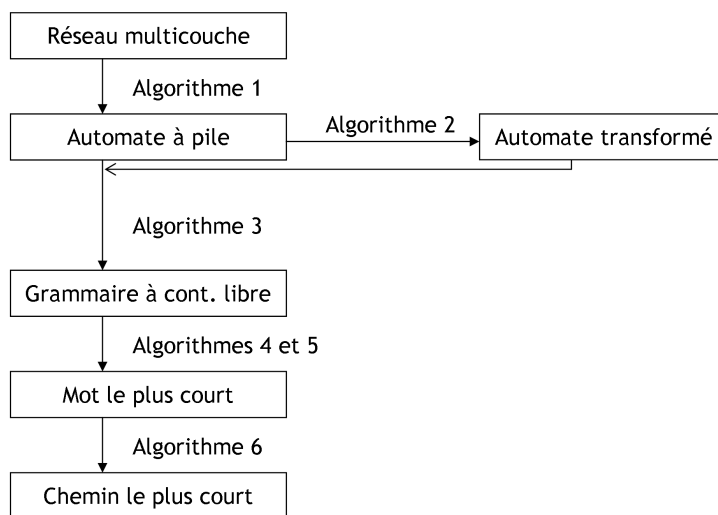 Réseau multicouche
Algorithme 1
Automate à pile
Algorithme 2
Automate transformé
Algorithme 3
Grammaire à cont. libre
Algorithmes 4 et 5
Mot le plus court
Algorithme 6
Chemin le plus court